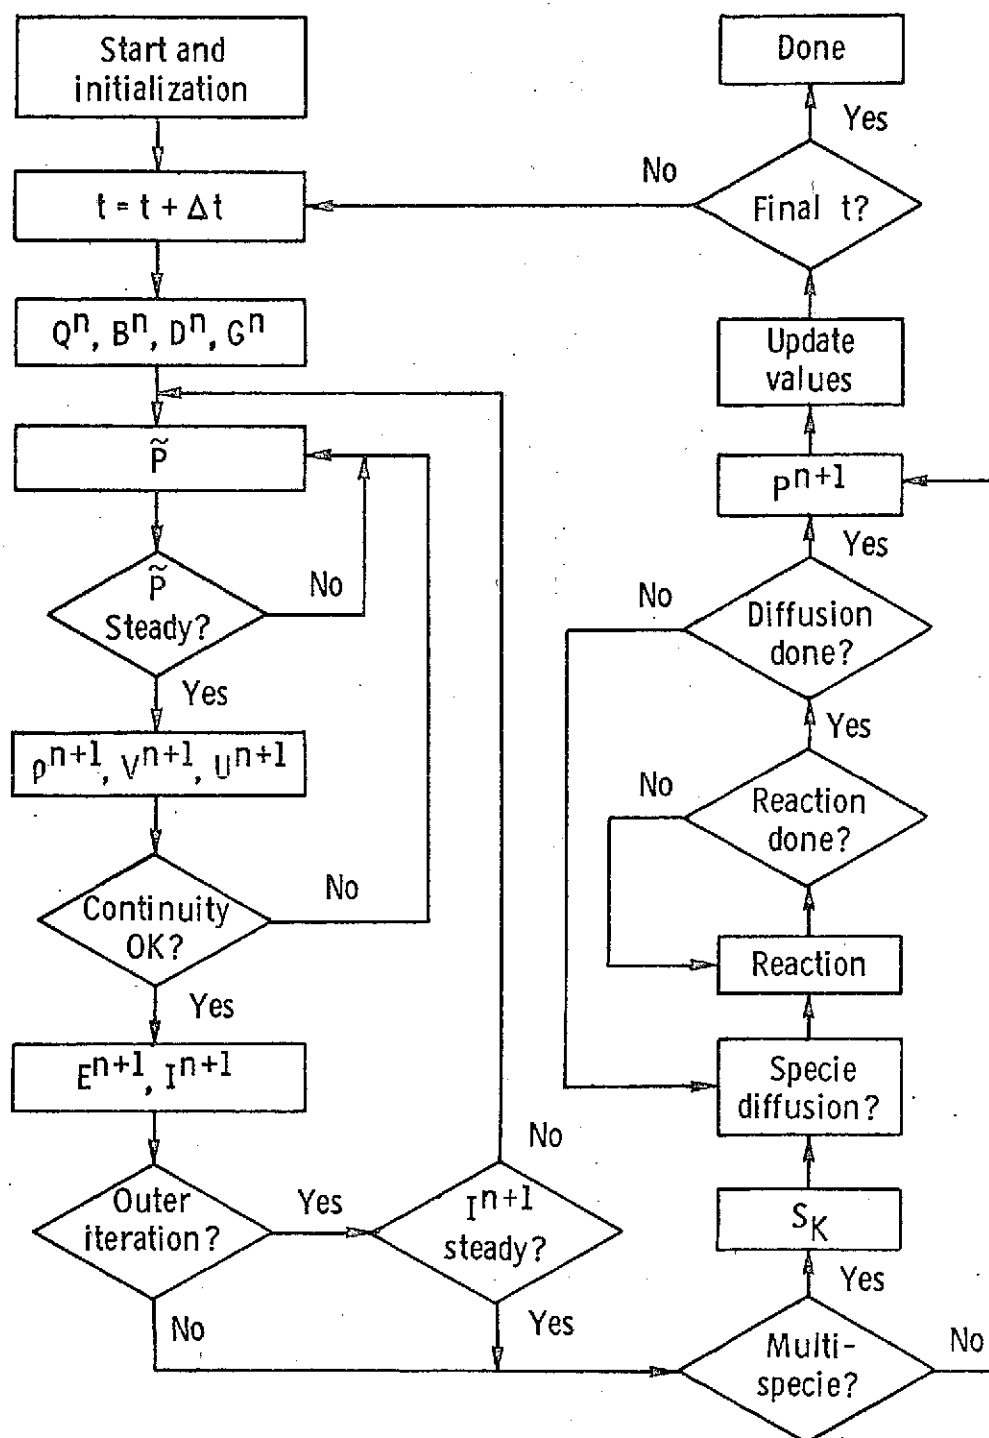 Start and
initialization
t = t + Δt
Qⁿ, Bⁿ, Dⁿ, Gⁿ
P̃
P̃
Steady?
No
Yes
ρⁿ⁺¹, Vⁿ⁺¹, Uⁿ⁺¹
Continuity
OK?
No
Yes
Eⁿ⁺¹, Iⁿ⁺¹
Outer
iteration?
Yes
No
Iⁿ⁺¹
steady?
No
Yes
Multi-
specie?
No
Yes
S_K
Specie
diffusion?
Reaction
Reaction
done?
No
Yes
Diffusion
done?
No
Yes
Pⁿ⁺¹
Update
values
Final t?
No
Yes
Done